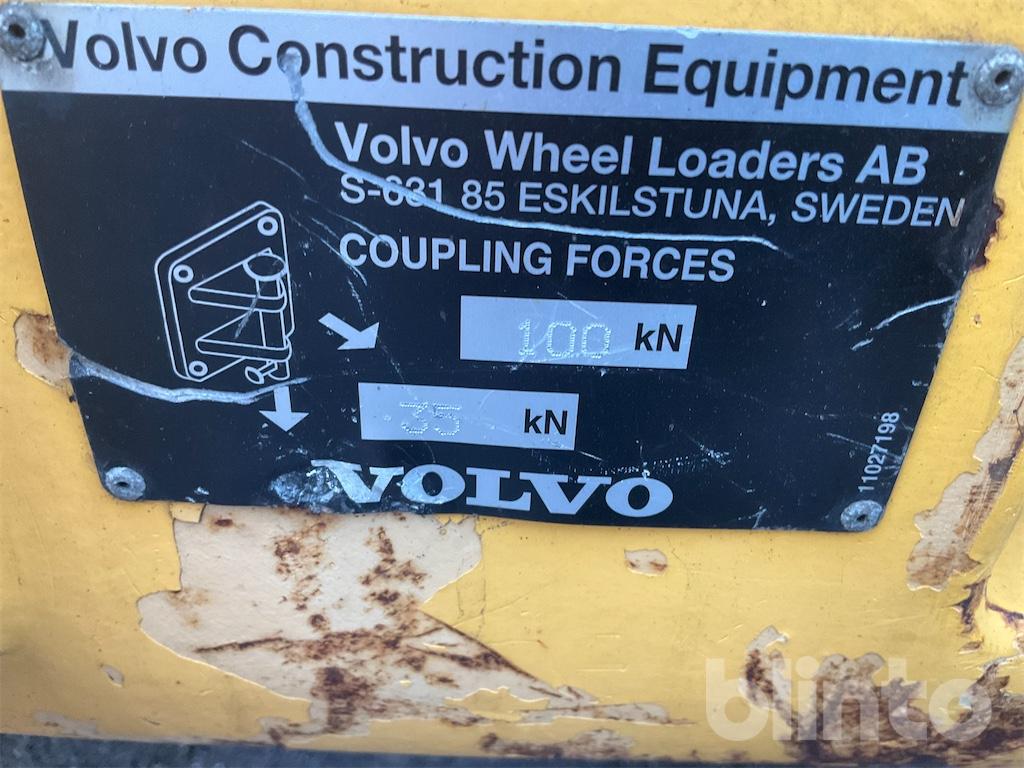 Volvo Construction Equipment
Volvo Wheel Loaders AB
S-631 85 ESKILSTUNA, SWEDEN
COUPLING FORCES
100 kN
35 kN
VOLVO
11027198
blinto